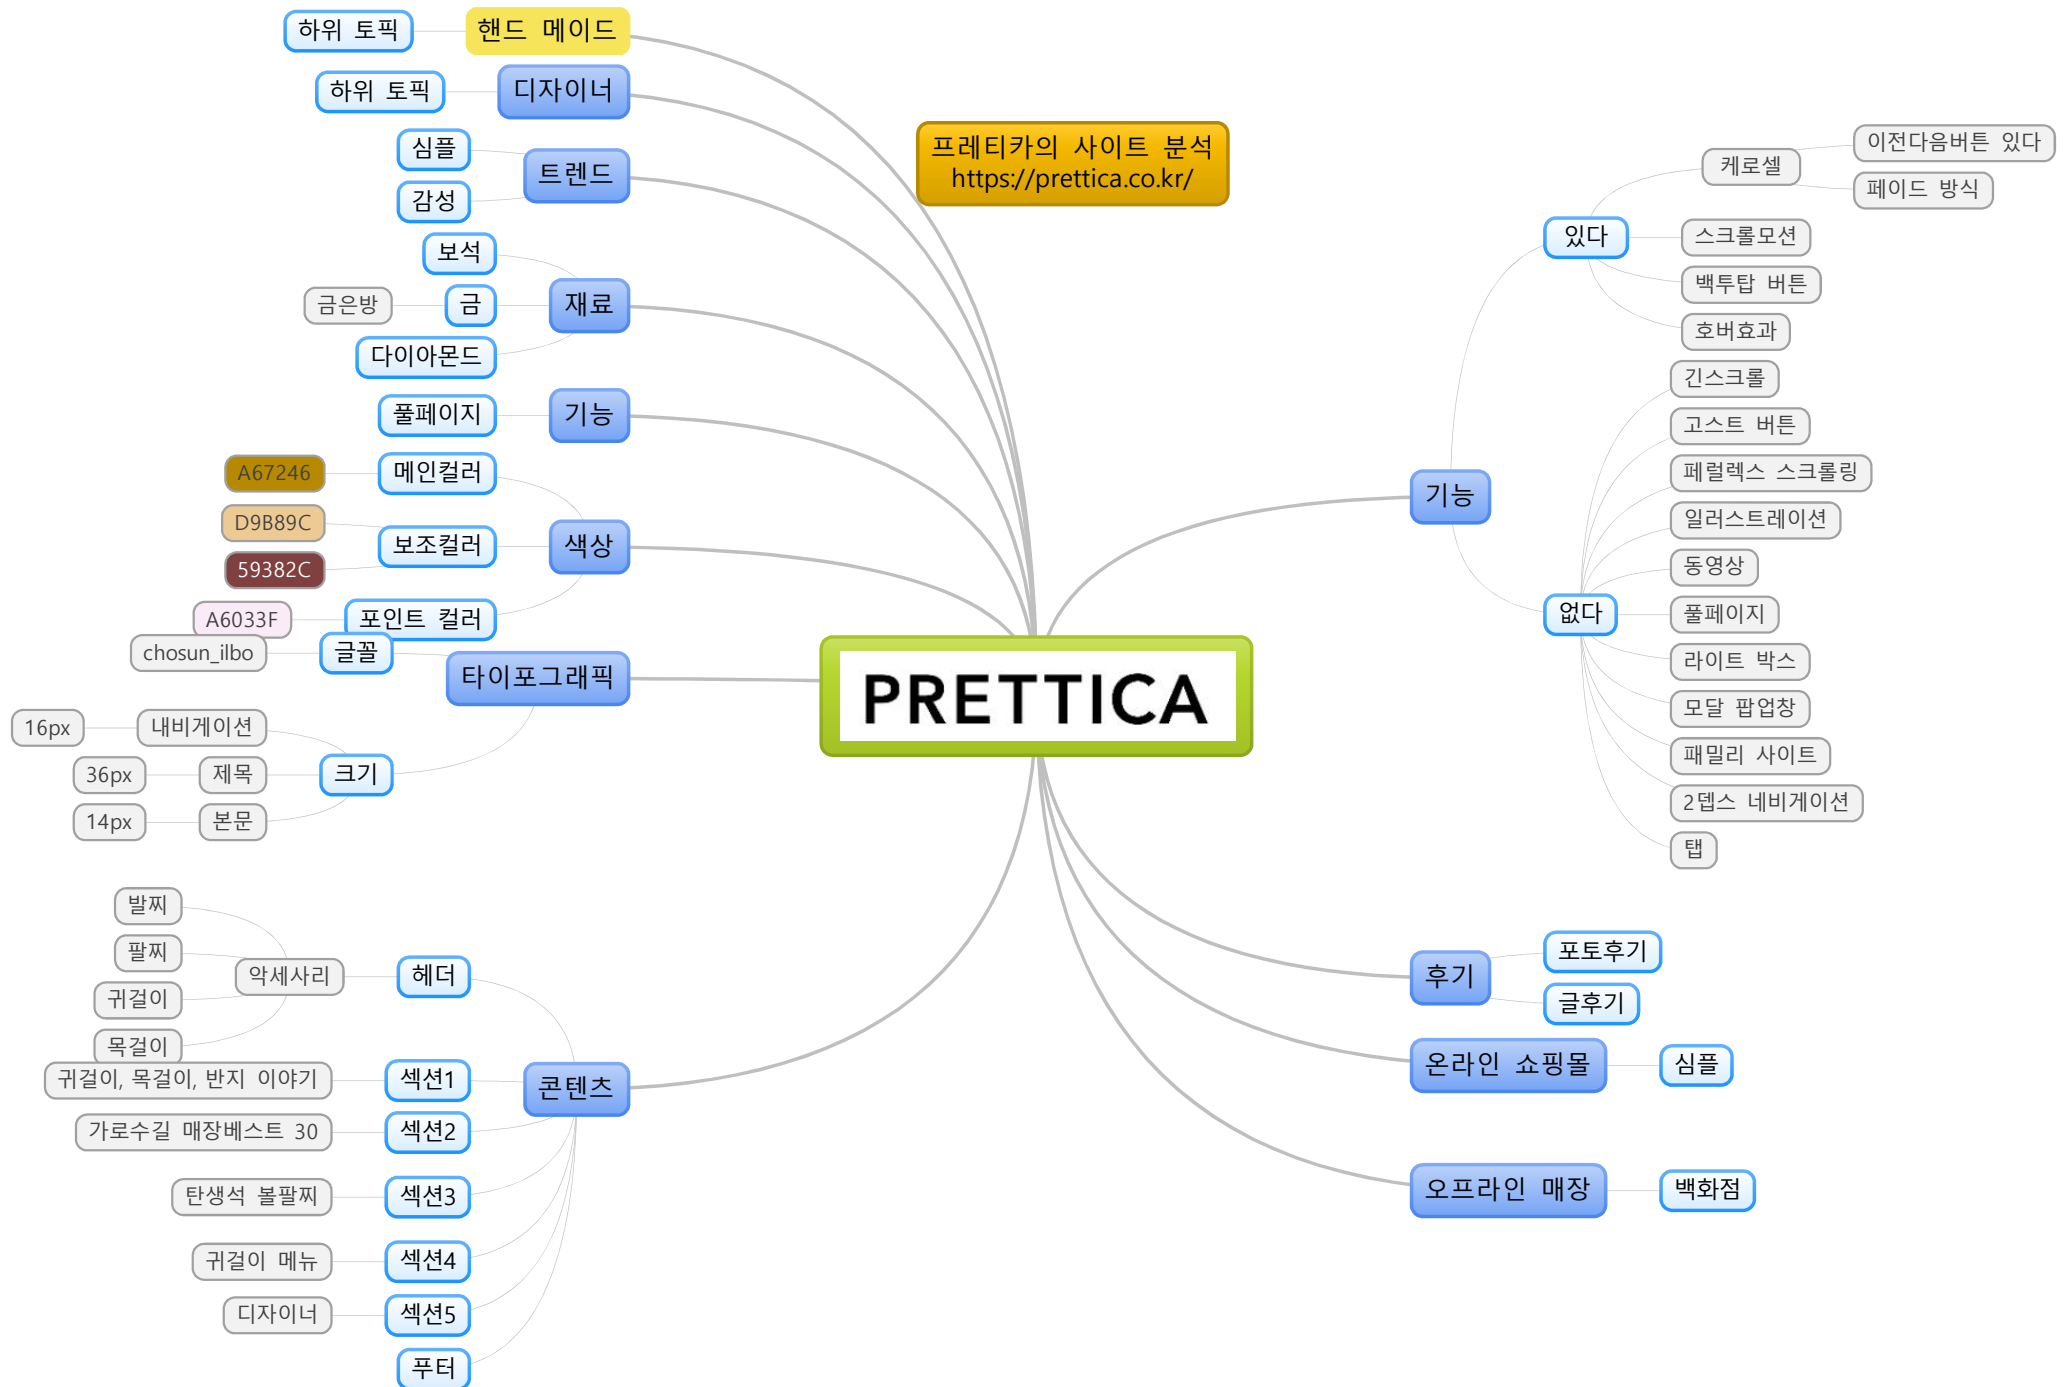 프레티카의 사이트 분석
https://prettica.co.kr/
PRETTICA
핸드 메이드
하위 토픽
디자이너
하위 토픽
트렌드
심플
감성
재료
보석
금
금은방
다이아몬드
기능
풀페이지
색상
메인컬러
A67246
보조컬러
D9B89C
59382C
포인트 컬러
A6033F
타이포그래픽
글꼴
chosun_ilbo
크기
내비게이션
16px
제목
36px
본문
14px
콘텐츠
헤더
악세사리
발찌
팔찌
귀걸이
목걸이
섹션1
귀걸이, 목걸이, 반지 이야기
섹션2
가로수길 매장베스트 30
섹션3
탄생석 볼팔찌
섹션4
귀걸이 메뉴
섹션5
디자이너
푸터
기능
있다
케로셀
이전다음버튼 있다
페이드 방식
스크롤모션
백투탑 버튼
호버효과
없다
긴스크롤
고스트 버튼
페럴렉스 스크롤링
일러스트레이션
동영상
풀페이지
라이트 박스
모달 팝업창
패밀리 사이트
2뎁스 네비게이션
탭
후기
포토후기
글후기
온라인 쇼핑몰
심플
오프라인 매장
백화점